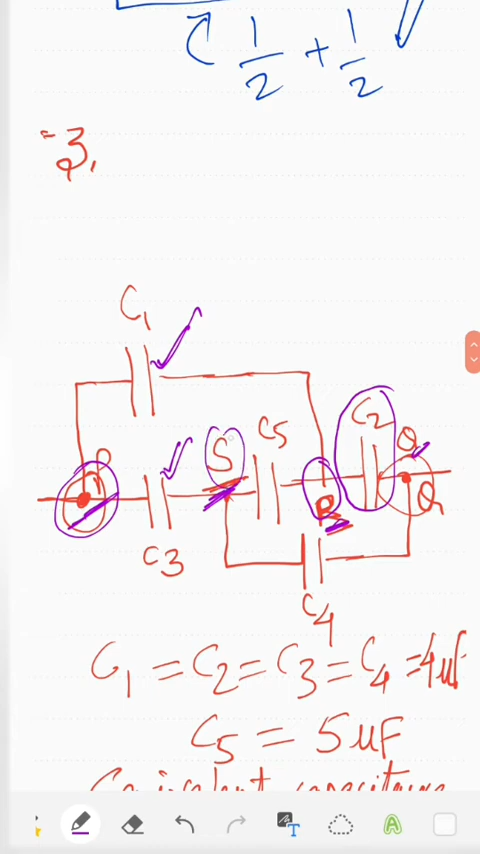 1/2 + 1/2
= 3,
C1
P S C5 C2 Q
R Q
C3
C4
C1 = C2 = C3 = C4 = 4uF
C5 = 5uF